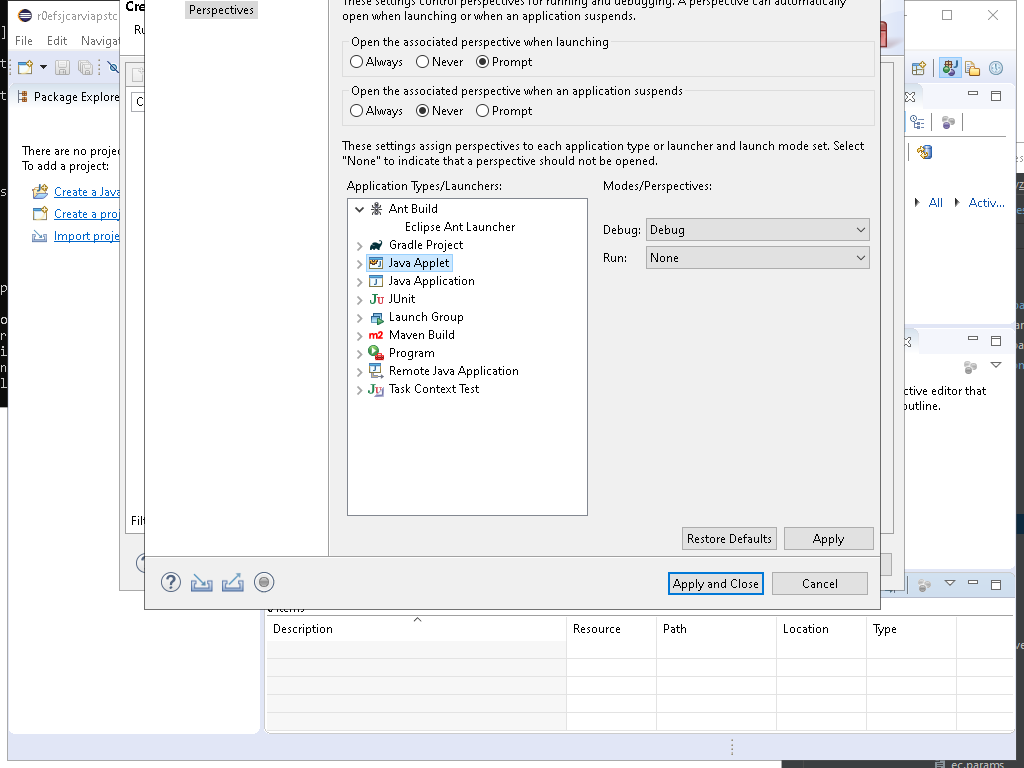 r0efsjcarviapstc
Cre
Perspectives
These settings control perspectives for running and debugging. A perspective can automatically
open when launching or when an application suspends.
File Edit Naviga
Ru
Open the associated perspective when launching
Always Never Prompt
Open the associated perspective when an application suspends
Always Never Prompt
Package Explore
C
These settings assign perspectives to each application type or launcher and launch mode set. Select
"None" to indicate that a perspective should not be opened.
There are no projec
To add a project:
Create a Java
Create a proj
Import proje
Application Types/Launchers:
Modes/Perspectives:
Ant Build
Eclipse Ant Launcher
Gradle Project
Java Applet
Java Application
JUnit
Launch Group
Maven Build
Program
Remote Java Application
Task Context Test
Debug: Debug
Run: None
All Activ...
ctive editor that
outline.
Filt
Restore Defaults Apply
Apply and Close Cancel
Description Resource Path Location Type
ec.params